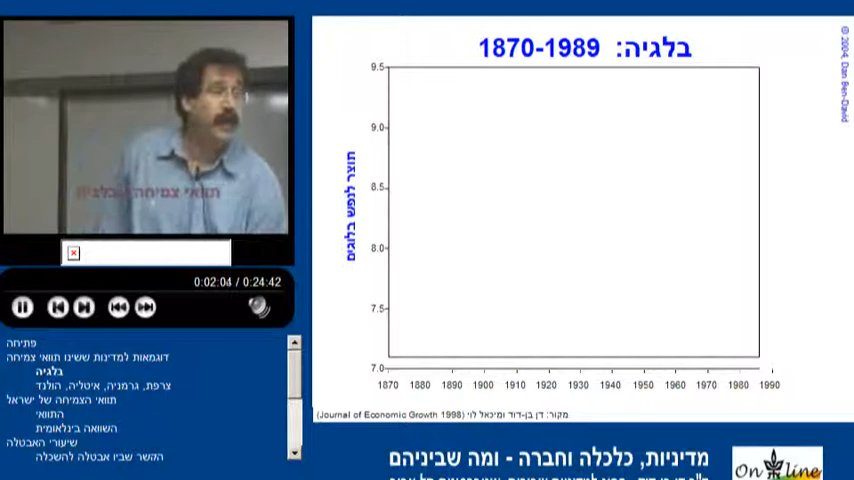 בלגיה: 1870-1989
© 2004, Dan Ben-David
תוצר לנפש בלוגים
9.5
9.0
8.5
8.0
7.5
7.0
1870 1880 1890 1900 1910 1920 1930 1940 1950 1960 1970 1980 1990
מקור: דן בן-דוד ומיכאל לוי (Journal of Economic Growth 1998)
תוואי צמיחה: בלגיה
0:02:04 / 0:24:42
פתיחה
דוגמאות למדינות ששינו תוואי צמיחה
בלגיה
צרפת, גרמניה, איטליה, הולנד
תוואי הצמיחה של ישראל
התוואי
השוואה בינלאומית
שיעורי האבטלה
הקשר שבין אבטלה להשכלה
מדיניות, כלכלה וחברה - ומה שביניהם
On line